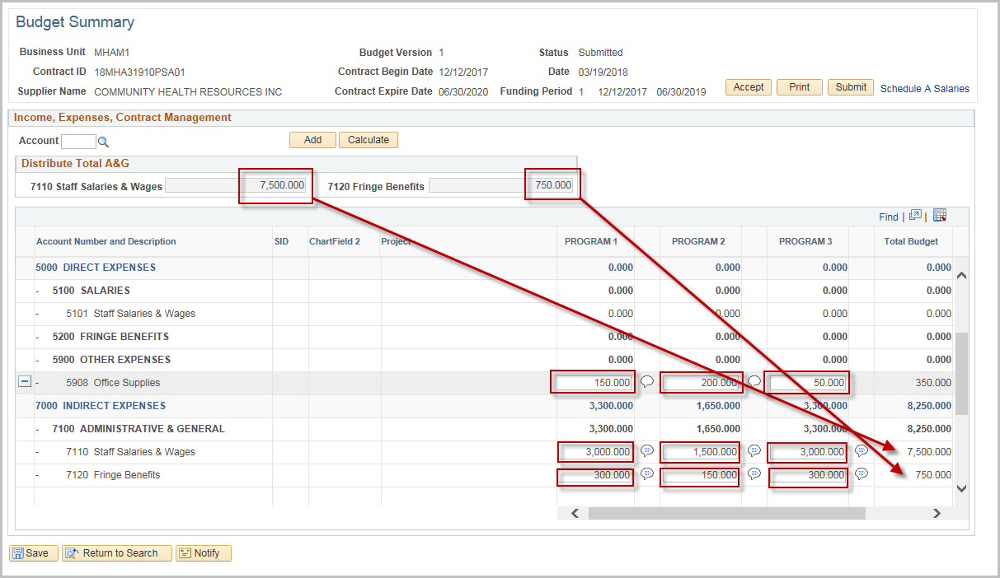 Budget Summary
Business Unit MHAM1 Budget Version 1 Status Submitted
Contract ID 18MHA31910PSA01 Contract Begin Date 12/12/2017 Date 03/19/2018
Supplier Name COMMUNITY HEALTH RESOURCES INC Contract Expire Date 06/30/2020 Funding Period 1 12/12/2017 06/30/2019 Accept Print Submit Schedule A Salaries
Income, Expenses, Contract Management
Account Add Calculate
Distribute Total A&G
7110 Staff Salaries & Wages 7,500.000 7120 Fringe Benefits 750.000
Find | |
Account Number and Description SID ChartField 2 Project PROGRAM 1 PROGRAM 2 PROGRAM 3 Total Budget
5000 DIRECT EXPENSES 0.000 0.000 0.000 0.000
- 5100 SALARIES 0.000 0.000 0.000 0.000
- 5101 Staff Salaries & Wages 0.000 0.000 0.000 0.000
- 5200 FRINGE BENEFITS 0.000 0.000 0.000 0.000
- 5900 OTHER EXPENSES 0.000 0.000 0.000 0.000
- 5908 Office Supplies 150.000 200.000 50.000 350.000
7000 INDIRECT EXPENSES 3,300.000 1,650.000 3,300.000 8,250.000
- 7100 ADMINISTRATIVE & GENERAL 3,300.000 1,650.000 3,300.000 8,250.000
- 7110 Staff Salaries & Wages 3,000.000 1,500.000 3,000.000 7,500.000
- 7120 Fringe Benefits 300.000 150.000 300.000 750.000
Save Return to Search Notify